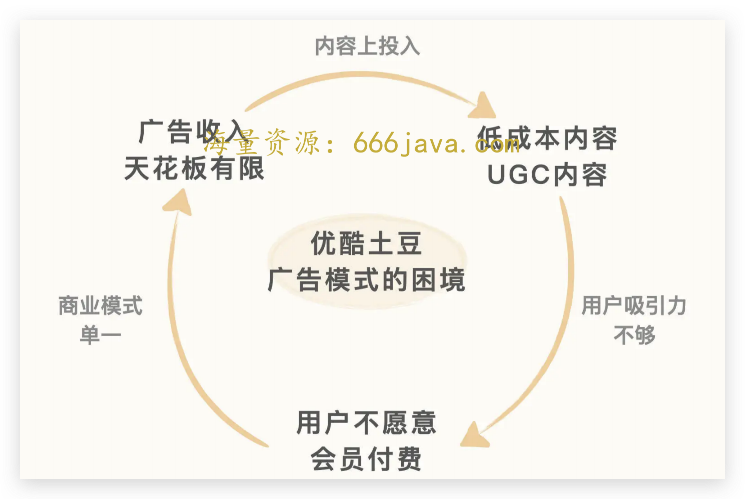 内容上投入
广告收入
天花板有限
海量资源：666java.com
低成本内容
UGC内容
优酷土豆
广告模式的困境
商业模式
单一
用户吸引力
不够
用户不愿意
会员付费